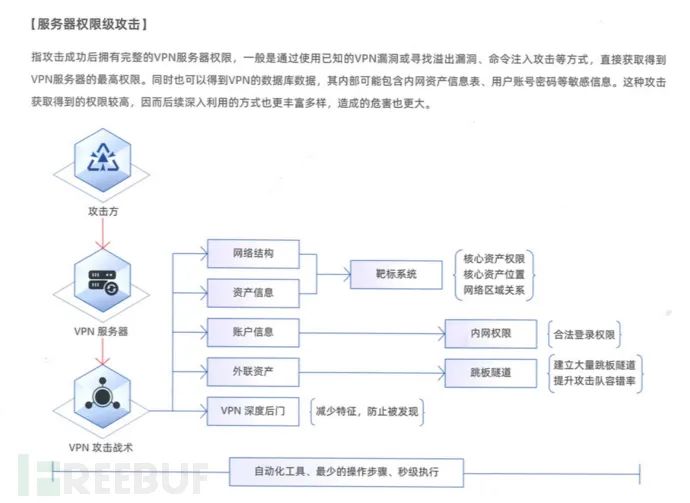 【服务器权限级攻击】
指攻击成功后拥有完整的VPN服务器权限，一般是通过使用已知的VPN漏洞或寻找溢出漏洞、命令注入攻击等方式，直接获取得到
VPN服务器的最高权限。同时也可以得到VPN的数据库数据，其内部可能包含内网资产信息表、用户账号密码等敏感信息。这种攻击
获取得到的权限较高，因而后续深入利用的方式也更丰富多样，造成的危害也更大。
攻击方
VPN 服务器
VPN 攻击战术
网络结构
资产信息
靶标系统
核心资产权限
核心资产位置
网络区域关系
账户信息
内网权限
合法登录权限
外联资产
跳板隧道
建立大量跳板隧道
提升攻击队容错率
VPN 深度后门
减少特征，防止被发现
自动化工具、最少的操作步骤、秒级执行
FREEBUF